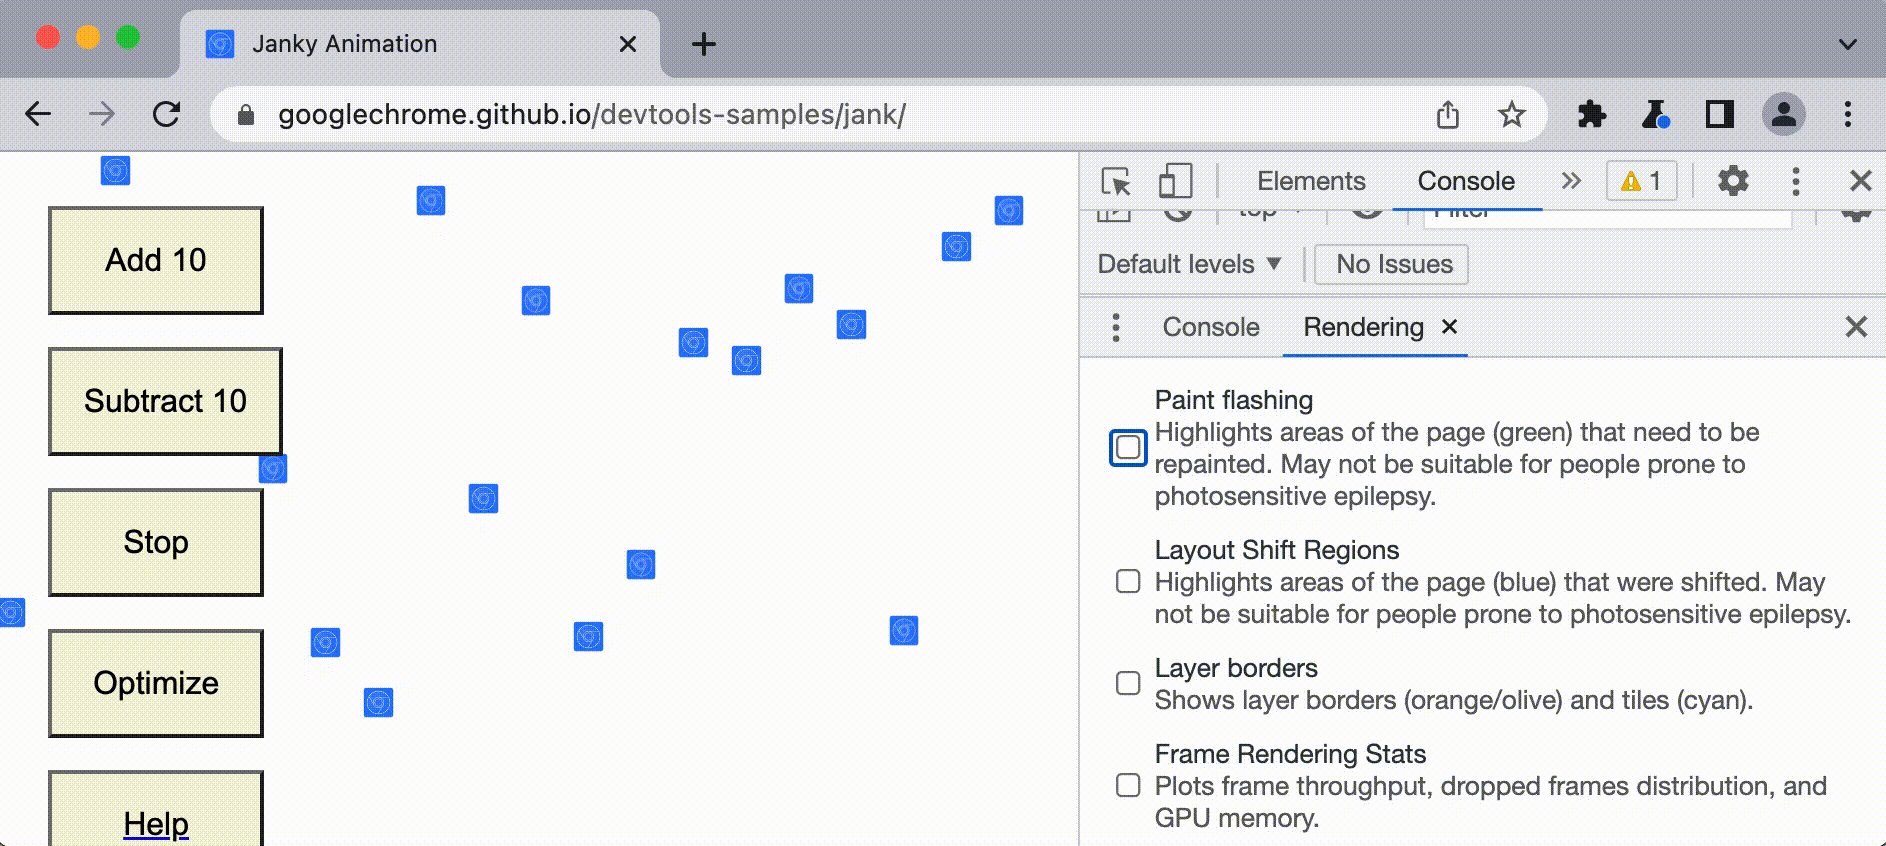 Janky Animation
googlechrome.github.io/devtools-samples/jank/
Add 10
Subtract 10
Stop
Optimize
Help
Elements Console 1
top Filter
Default levels ▼ No Issues
Console Rendering
Paint flashing
Highlights areas of the page (green) that need to be
repainted. May not be suitable for people prone to
photosensitive epilepsy.
Layout Shift Regions
Highlights areas of the page (blue) that were shifted. May
not be suitable for people prone to photosensitive epilepsy.
Layer borders
Shows layer borders (orange/olive) and tiles (cyan).
Frame Rendering Stats
Plots frame throughput, dropped frames distribution, and
GPU memory.